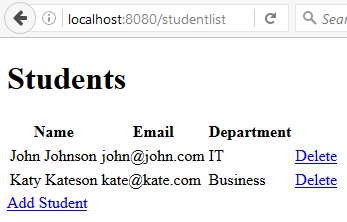 localhost:8080/studentlist
Students
Name Email Department
John Johnson john@john.com IT Delete
Katy Kateson kate@kate.com Business Delete
Add Student